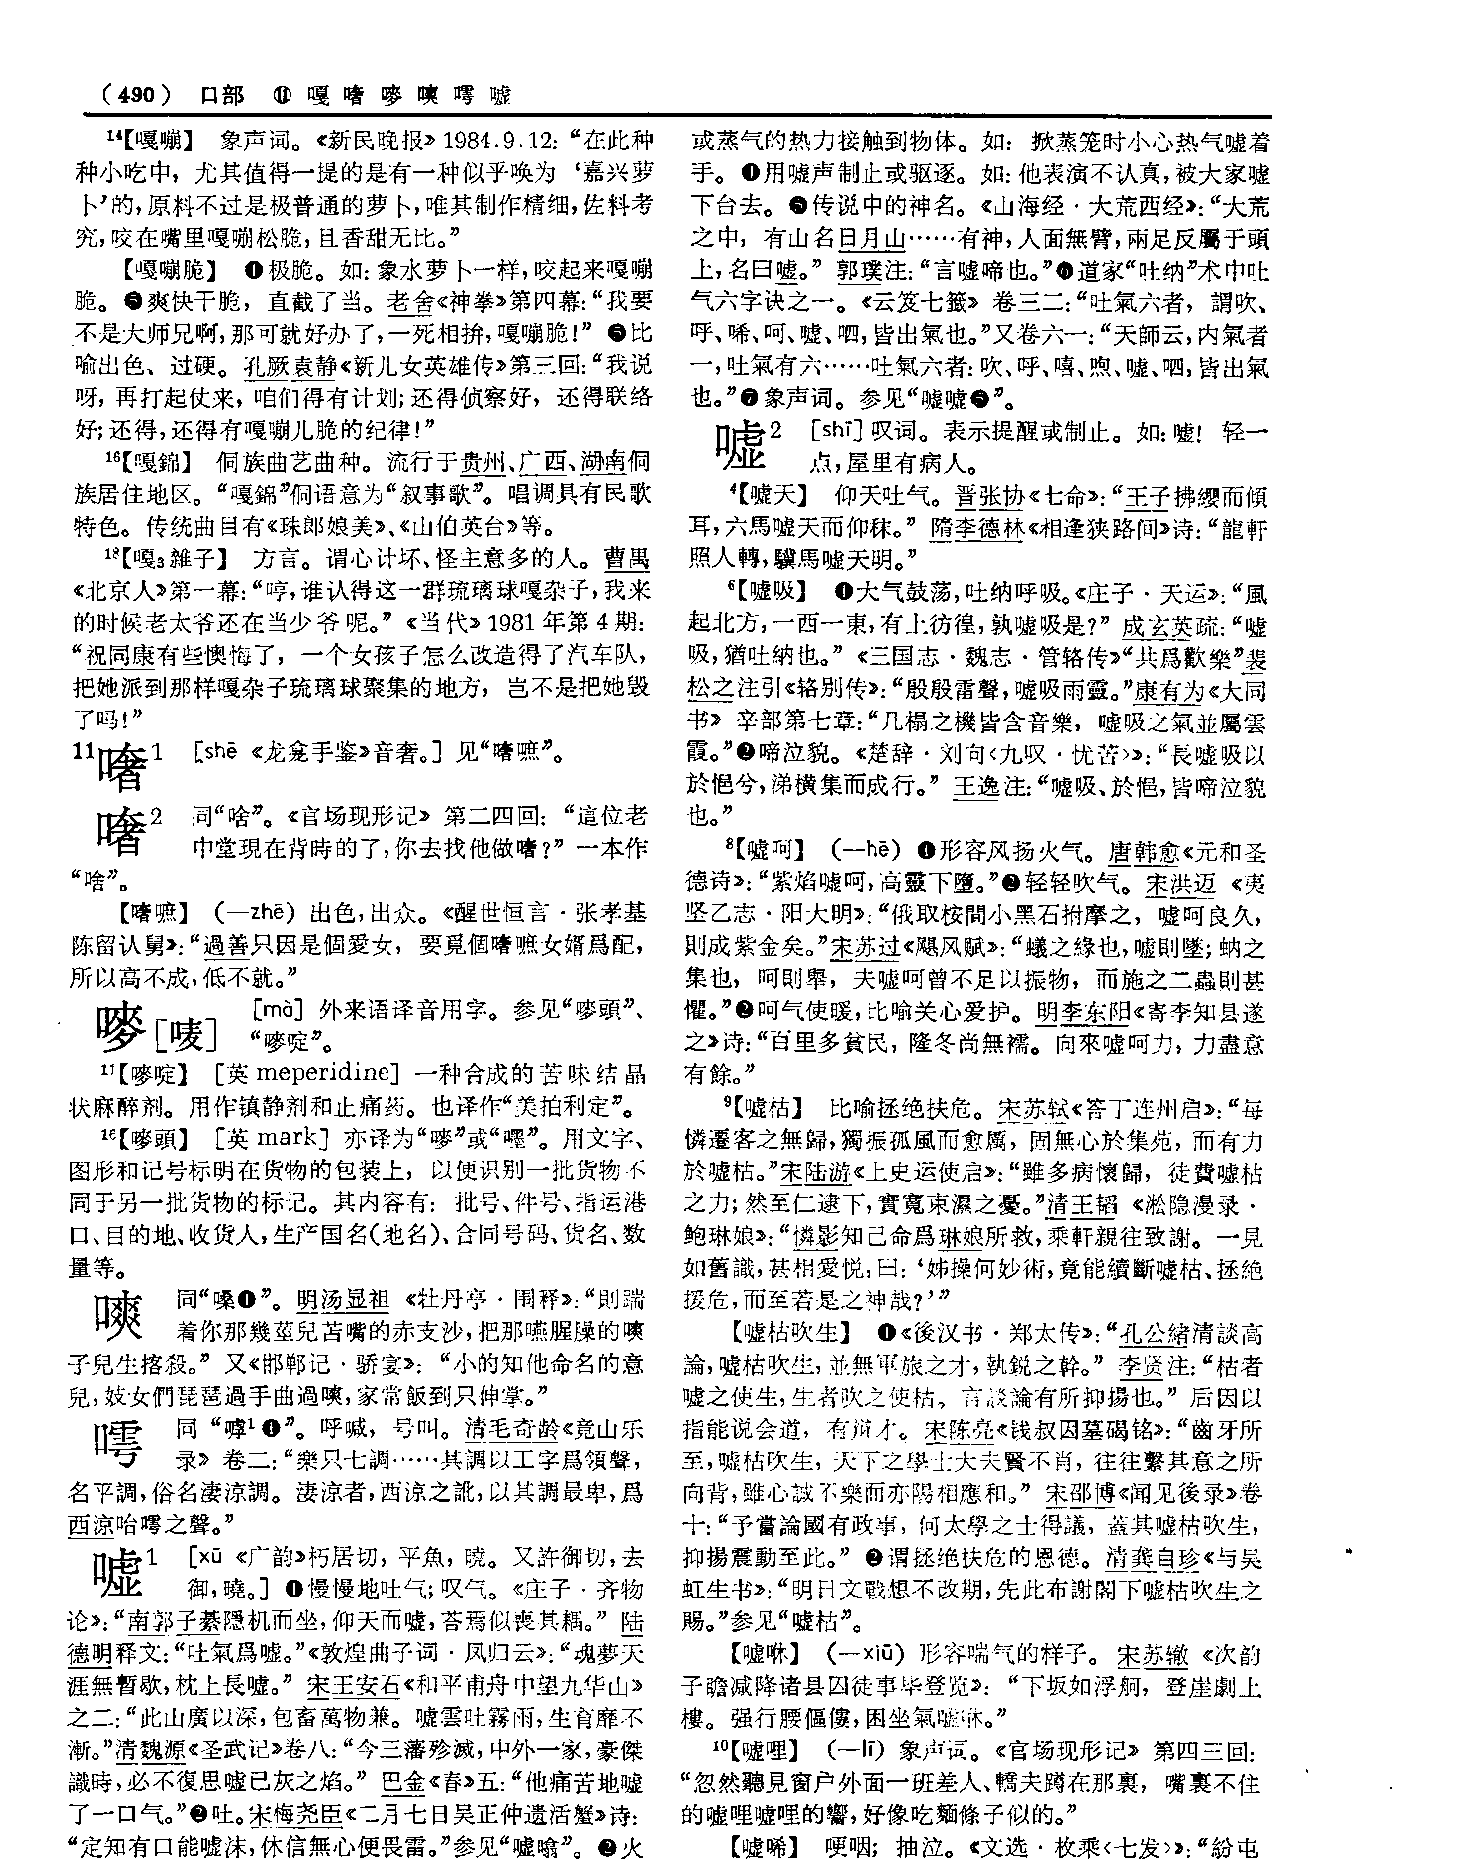 （490） 口部 ⑪ 嘎 㗬 嘜 㗮 㖾 嘘
14【嘎嘣】 象声词。《新民晚报》1984.9.12：“在此种
种小吃中，尤其值得一提的是有一种似乎唤为‘嘉兴萝
卜’的，原料不过是极普通的萝卜，唯其制作精细，佐料考
究，咬在嘴里嘎嘣松脆，且香甜无比。”
【嘎嘣脆】 ❶极脆。如：象水萝卜一样，咬起来嘎嘣
脆。❷爽快干脆，直截了当。老舍《神拳》第四幕：“我要
不是大师兄啊，那可就好办了，一死相拚，嘎嘣脆！”❸比
喻出色、过硬。孔厥袁静《新儿女英雄传》第三回：“我说
呀，再打起仗来，咱们得有计划；还得侦察好，还得联络
好；还得，还得有嘎嘣儿脆的纪律！”
16【嘎錦】 侗族曲艺曲种。流行于贵州、广西、湖南侗
族居住地区。“嘎錦”侗语意为“叙事歌”。唱调具有民歌
特色。传统曲目有《珠郎娘美》、《山伯英台》等。
18【嘎3雜子】 方言。谓心计坏、怪主意多的人。曹禺
《北京人》第一幕：“哼，谁认得这一群琉璃球嘎杂子，我来
的时候老太爷还在当少爷呢。”《当代》1981年第4期：
“祝同康有些懊悔了，一个女孩子怎么改造得了汽车队，
把她派到那样嘎杂子琉璃球聚集的地方，岂不是把她毁
了吗！”
11 㗬1 ［shē 《龙龛手鉴》音奢。］见“㗬嗻”。
㗬2 同“啥”。《官场现形记》第二四回：“這位老
中堂現在背時的了，你去找他做㗬？”一本作
“啥”。
【㗬嗻】（—zhē）出色，出众。《醒世恒言·张孝基
陈留认舅》：“過善只因是個愛女，要覓個㗬嗻女婿爲配，
所以高不成，低不就。”
嘜［唛］ ［mà］外来语译音用字。参见“嘜頭”、
“嘜啶”。
11【嘜啶】［英 meperidine］一种合成的苦味结晶
状麻醉剂。用作镇静剂和止痛药。也译作“美拍利定”。
16【嘜頭】［英 mark］亦译为“嘜”或“嚜”。用文字、
图形和记号标明在货物的包装上，以便识别一批货物不
同于另一批货物的标记。其内容有：批号、件号、指运港
口、目的地、收货人，生产国名（地名）、合同号码、货名、数
量等。
同“嗓❶”。明汤显祖《牡丹亭·围释》：“則踹
着你那幾莖兒苫嘴的赤支沙，把那嚥腥臊的㗮
子兒生揢殺。”又《邯郸记·骄宴》：“小的知他命名的意
兒，妓女們琵琶過手曲過㗮，家常飯到只伸掌。”
同“嘑1❶”。呼喊，号叫。清毛奇龄《竟山乐
录》卷二：“樂只七調……其調以工字爲領聲，
名平調，俗名淒涼調。淒涼者，西涼之訛，以其調最卑，爲
西涼哈㖾之聲。”
嘘1 ［xū 《广韵》朽居切，平魚，晓。又許御切，去
御，曉。］❶慢慢地吐气；叹气。《庄子·齐物
论》：“南郭子綦隱机而坐，仰天而嘘，荅焉似喪其耦。”陆
德明释文：“吐氣爲嘘。”《敦煌曲子词·凤归云》：“魂夢天
涯無暫歇，枕上長嘘。”宋王安石《和平甫舟中望九华山》
之二：“此山廣以深，包畜萬物兼。嘘雲吐霧雨，生育靡不
漸。”清魏源《圣武记》卷八：“今三藩殄滅，中外一家，豪傑
識時，必不復思嘘已灰之焰。”巴金《春》五：“他痛苦地嘘
了一口气。”❷吐。宋梅尧臣《二月七日吴正仲遗活蟹》诗：
“定知有口能嘘沫，休信無心便畏雷。”参见“嘘噏”。❸火
或蒸气的热力接触到物体。如：掀蒸笼时小心热气嘘着
手。❹用嘘声制止或驱逐。如：他表演不认真，被大家嘘
下台去。❺传说中的神名。《山海经·大荒西经》：“大荒
之中，有山名日月山……有神，人面無臂，兩足反屬于頭
上，名曰嘘。”郭璞注：“言嘘啼也。”❻道家“吐纳”术中吐
气六字诀之一。《云笈七籤》卷三二：“吐氣六者，謂吹、
呼、唏、呵、嘘、呬，皆出氣也。”又卷六一：“天師云，内氣者
一，吐氣有六……吐氣六者：吹、呼、嘻、煦、嘘、呬，皆出氣
也。”❼象声词。参见“嘘嘘❺”。
嘘2 ［shī］叹词。表示提醒或制止。如：嘘！轻一
点，屋里有病人。
4【嘘天】 仰天吐气。晋张协《七命》：“王子拂纓而傾
耳，六馬嘘天而仰秣。”隋李德林《相逢狭路间》诗：“龍軒
照人轉，驥馬嘘天明。”
6【嘘吸】 ❶大气鼓荡，吐纳呼吸。《庄子·天运》：“風
起北方，一西一東，有上彷徨，孰嘘吸是？”成玄英疏：“嘘
吸，猶吐纳也。”《三国志·魏志·管辂传》“共爲歡樂”裴
松之注引《辂别传》：“殷殷雷聲，嘘吸雨靈。”康有为《大同
书》辛部第七章：“几榻之機皆含音樂，嘘吸之氣並屬雲
霞。”❷啼泣貌。《楚辞·刘向〈九叹·忧苦〉》：“長嘘吸以
於悒兮，涕橫集而成行。”王逸注：“嘘吸、於悒，皆啼泣貌
也。”
8【嘘呵】（—hē）❶形容风扬火气。唐韩愈《元和圣
德诗》：“紫焰嘘呵，高靈下墮。”❷轻轻吹气。宋洪迈《夷
坚乙志·阳大明》：“俄取桉間小黑石拊摩之，嘘呵良久，
則成紫金矣。”宋苏过《飓风赋》：“蟻之緣也，嘘則墜；蚋之
集也，呵則舉，夫嘘呵曾不足以振物，而施之二蟲則甚
懼。”❸呵气使暖，比喻关心爱护。明李东阳《寄李知县遂
之》诗：“百里多貧民，隆冬尚無襦。向來嘘呵力，力盡意
有餘。”
9【嘘枯】 比喻拯绝扶危。宋苏轼《答丁连州启》：“每
憐遷客之無歸，獨振孤風而愈厲，固無心於集苑，而有力
於嘘枯。”宋陆游《上史运使启》：“雖多病懷歸，徒費嘘枯
之力；然至仁逮下，實寬束濕之憂。”清王韬《淞隐漫录·
鲍琳娘》：“憐影知己命爲琳娘所救，乘軒親往致謝。一見
如舊識，甚相愛悦，曰：‘姊操何妙術，竟能續斷嘘枯、拯絶
援危，而至若是之神哉？’”
【嘘枯吹生】 ❶《後汉书·郑太传》：“孔公緒清談高
論，嘘枯吹生，並無軍旅之才，執鋭之幹。”李贤注：“枯者
嘘之使生，生者吹之使枯，言談論有所抑揚也。”后因以
指能说会道，有辩才。宋陈亮《钱叔因墓碣铭》：“齒牙所
至，嘘枯吹生，天下之學士大夫賢不肖，往往繫其意之所
向背，雖心誠不樂而亦陽相應和。”宋邵博《闻见後录》卷
十：“予嘗論國有政事，何太學之士得議，蓋其嘘枯吹生，
抑揚震動至此。”❷谓拯绝扶危的恩德。清龚自珍《与吴
虹生书》：“明日文戰想不改期，先此布謝閣下嘘枯吹生之
賜。”参见“嘘枯”。
【嘘咻】（—xiū）形容喘气的样子。宋苏辙《次韵
子瞻减降诸县囚徒事毕登览》：“下坂如浮舸，登崖劇上
樓。强行腰傴僂，困坐氣嘘咻。”
10【嘘哩】（—lī）象声词。《官场现形记》第四三回：
“忽然聽見窗户外面一班差人、轎夫蹲在那裏，嘴裏不住
的嘘哩嘘哩的響，好像吃麵條子似的。”
【嘘唏】 哽咽；抽泣。《文选·枚乘〈七发〉》：“紛屯